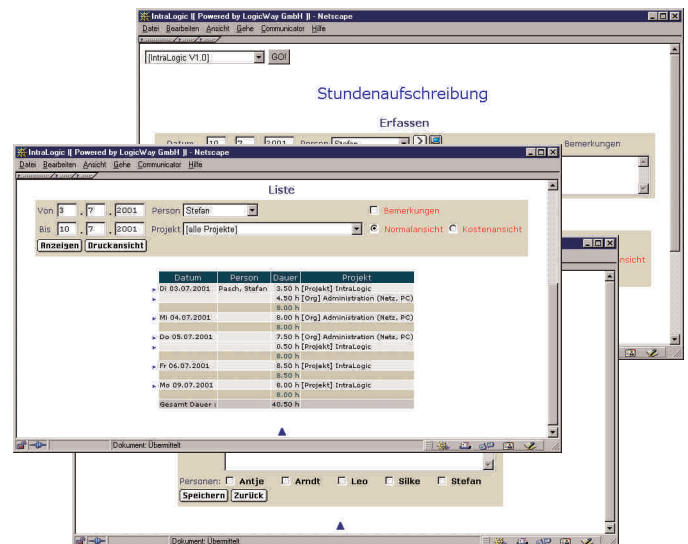 IntraLogic |[ Powered by LogicWay GmbH ]| - Netscape
Datei Bearbeiten Ansicht Gehe Communicator Hilfe
[IntraLogic V1.0] GO!
Stundenaufschreibung
Erfassen
Datum 10 7 2001 Person Stefan
Bemerkungen
IntraLogic |[ Powered by LogicWay GmbH ]| - Netscape
Datei Bearbeiten Ansicht Gehe Communicator Hilfe
Liste
Von 3 . 7 . 2001 Person Stefan Bemerkungen
Bis 10 . 7 . 2001 Projekt [alle Projekte] Normalansicht Kostenansicht
Anzeigen Druckansicht
Datum Person Dauer Projekt
Di 03.07.2001 Pasch, Stefan 3.50 h [Projekt] IntraLogic
4.50 h [Org] Administration (Netz, PC)
8.00 h
Mi 04.07.2001 8.00 h [Org] Administration (Netz, PC)
8.00 h
Do 05.07.2001 7.50 h [Org] Administration (Netz, PC)
0.50 h [Projekt] IntraLogic
8.00 h
Fr 06.07.2001 8.50 h [Projekt] IntraLogic
8.50 h
Mo 09.07.2001 8.00 h [Projekt] IntraLogic
8.00 h
Gesamt Dauer : 40.50 h
Dokument: Übermittelt
nsicht
Personen: Antje Arndt Leo Silke Stefan
Speichern Zurück
Dokument: Übermittelt